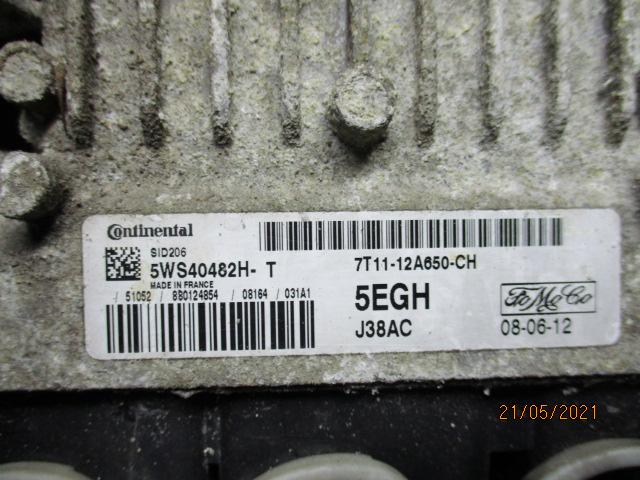 Continental
SID206
5WS40482H- T
MADE IN FRANCE
/ 51052 / 880124854 / 08164 / 031A1
7T11-12A650-CH
5EGH
J38AC
FoMoCo
08-06-12
21/05/2021